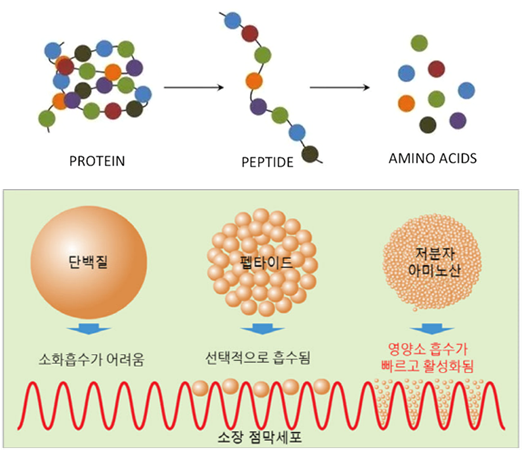 PROTEIN
PEPTIDE
AMINO ACIDS
단백질
펩타이드
저분자
아미노산
소화흡수가 어려움
선택적으로 흡수됨
영양소 흡수가
빠르고 활성화됨
소장 점막세포